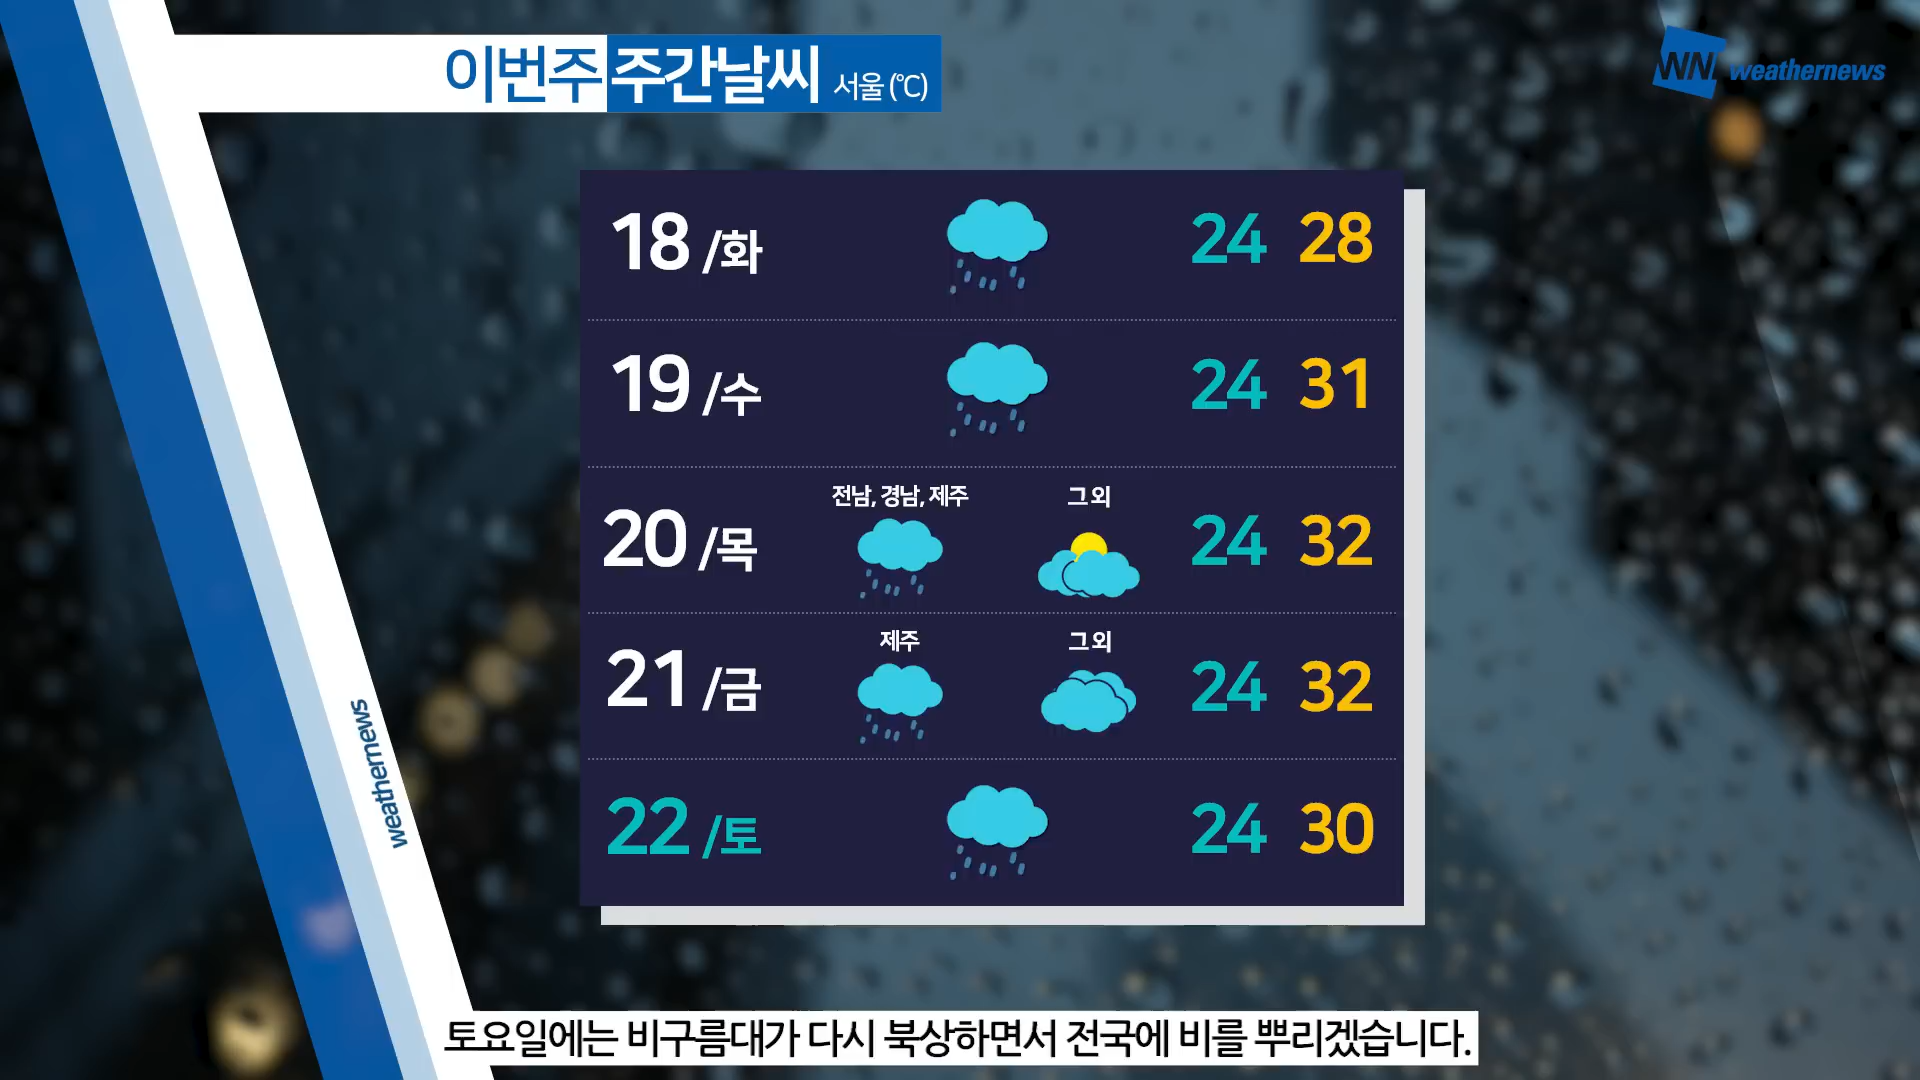 이번주 주간날씨 서울 (℃)
WN weathernews
18 /화 24 28
19 /수 24 31
전남, 경남, 제주 그 외
20 /목 24 32
제주 그 외
21 /금 24 32
22 /토 24 30
weathernews
토요일에는 비구름대가 다시 북상하면서 전국에 비를 뿌리겠습니다.